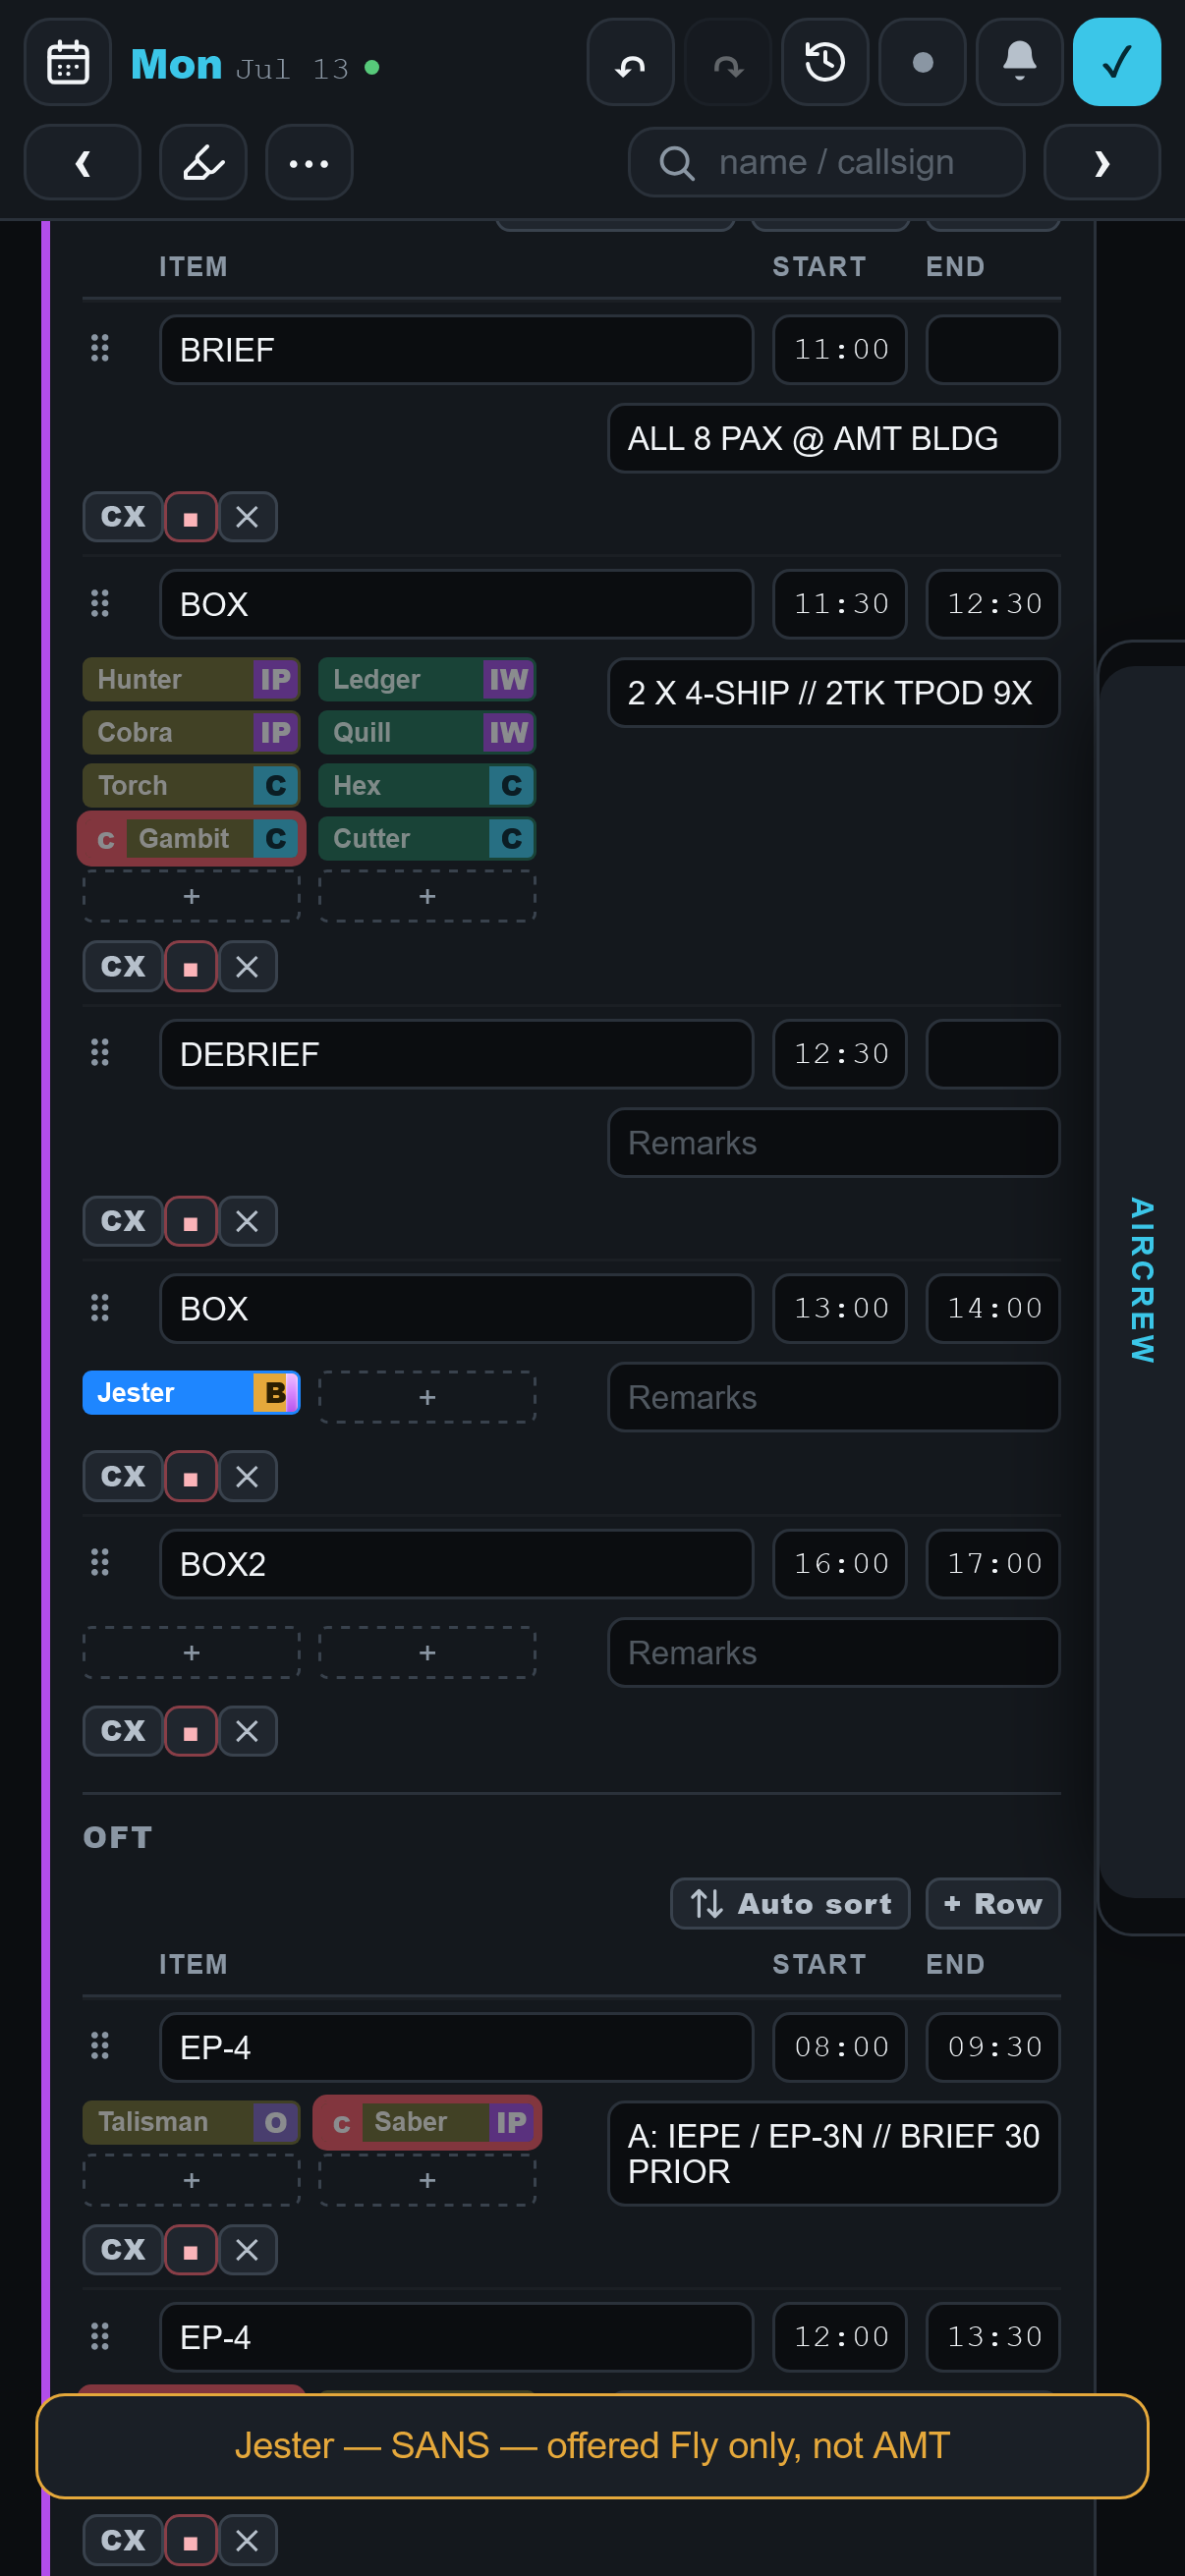 Mon Jul 13
name / callsign
ITEM START END
BRIEF 11:00
ALL 8 PAX @ AMT BLDG
CX
BOX 11:30 12:30
Hunter IP Ledger IW 2 X 4-SHIP // 2TK TPOD 9X
Cobra IP Quill IW
Torch C Hex C
c Gambit C Cutter C
+ +
CX
DEBRIEF 12:30
Remarks
CX
BOX 13:00 14:00
Jester B + Remarks
CX
BOX2 16:00 17:00
+ + Remarks
CX
AIRCREW
OFT
Auto sort + Row
ITEM START END
EP-4 08:00 09:30
Talisman O c Saber IP A: IEPE / EP-3N // BRIEF 30
PRIOR
+ +
CX
EP-4 12:00 13:30
Jester — SANS — offered Fly only, not AMT
CX